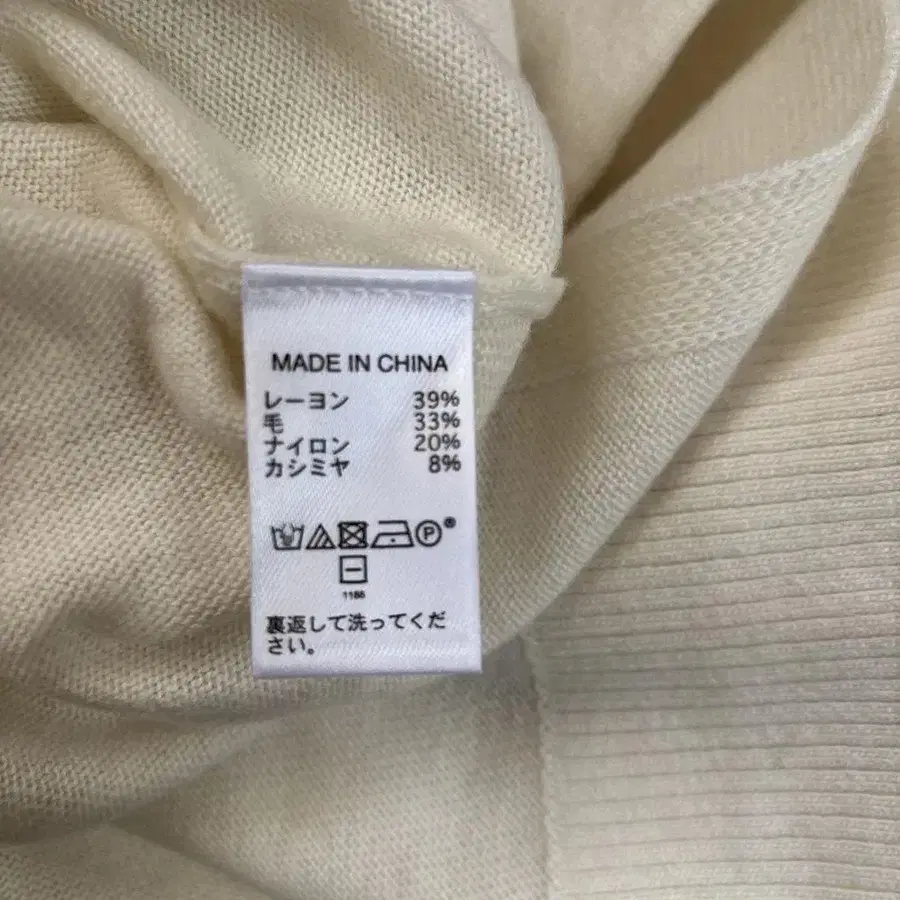 MADE IN CHINA
レーヨン 39%
毛 33%
ナイロン 20%
カシミヤ 8%
P
1186
裏返して洗ってくだ
さい。